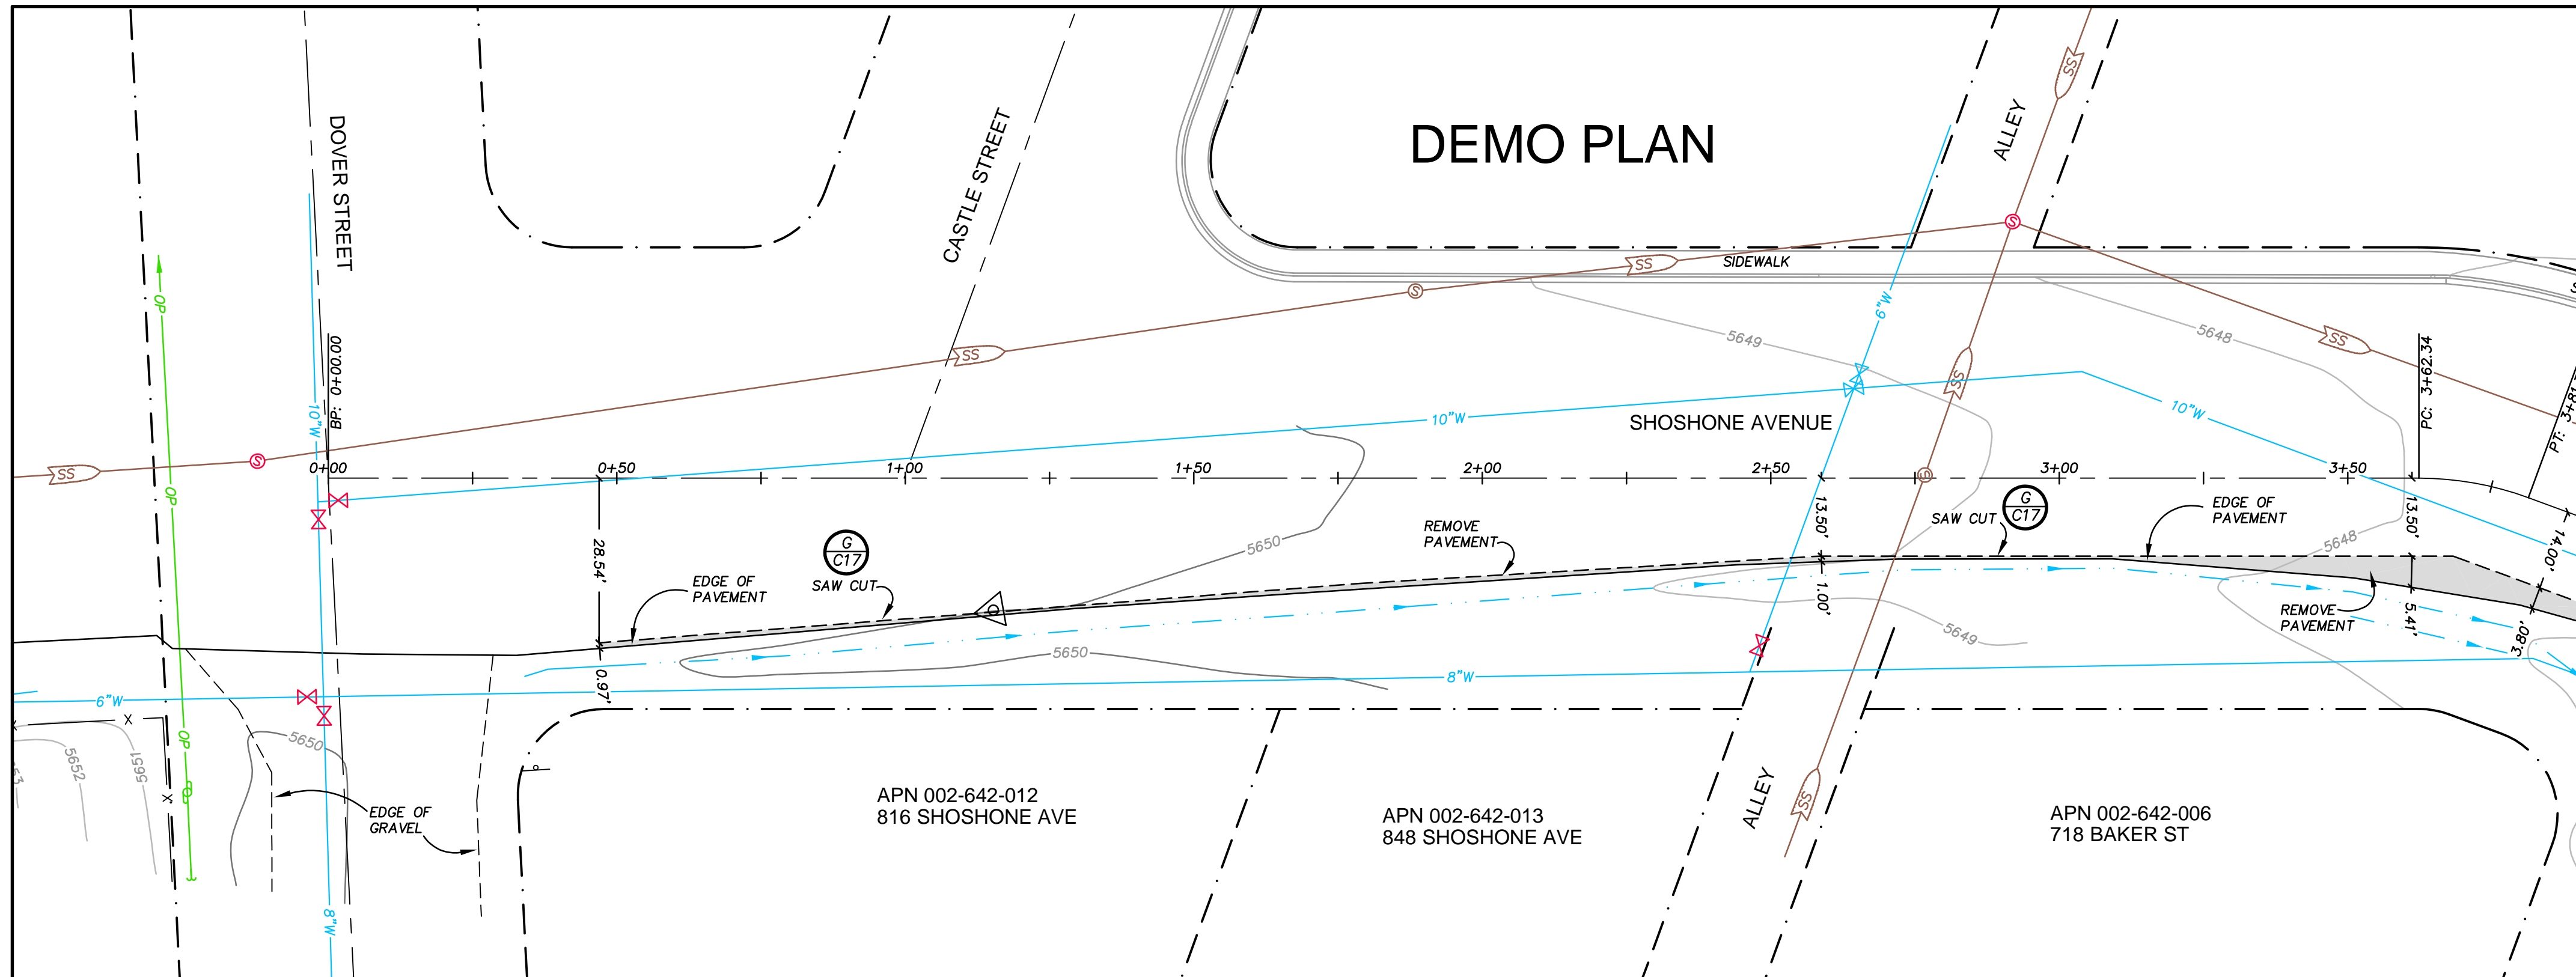 DEMO PLAN
DOVER STREET
CASTLE STREET
ALLEY
SS
SS
SIDEWALK
S
S
S
OP
6"W
5649
5648
SS
SS
SS
BP: 0+00.00
10"W
PC: 3+62.34
10"W
10"W
SHOSHONE AVENUE
SS
S
OP
0+00
0+50
1+00
1+50
2+00
2+50
3+00
3+50
S
28.54'
G
C17
SAW CUT
5650
REMOVE
PAVEMENT
13.50'
SAW CUT
G
C17
EDGE OF
PAVEMENT
13.50'
5648
14.00'
EDGE OF
PAVEMENT
1.00'
REMOVE
PAVEMENT
5.41'
3.80'
5649
5650
0.97'
8"W
6"W
X
X
OP
5650
5652
5651
EDGE OF
GRAVEL
8"W
APN 002-642-012
816 SHOSHONE AVE
APN 002-642-013
848 SHOSHONE AVE
ALLEY
SS
APN 002-642-006
718 BAKER ST